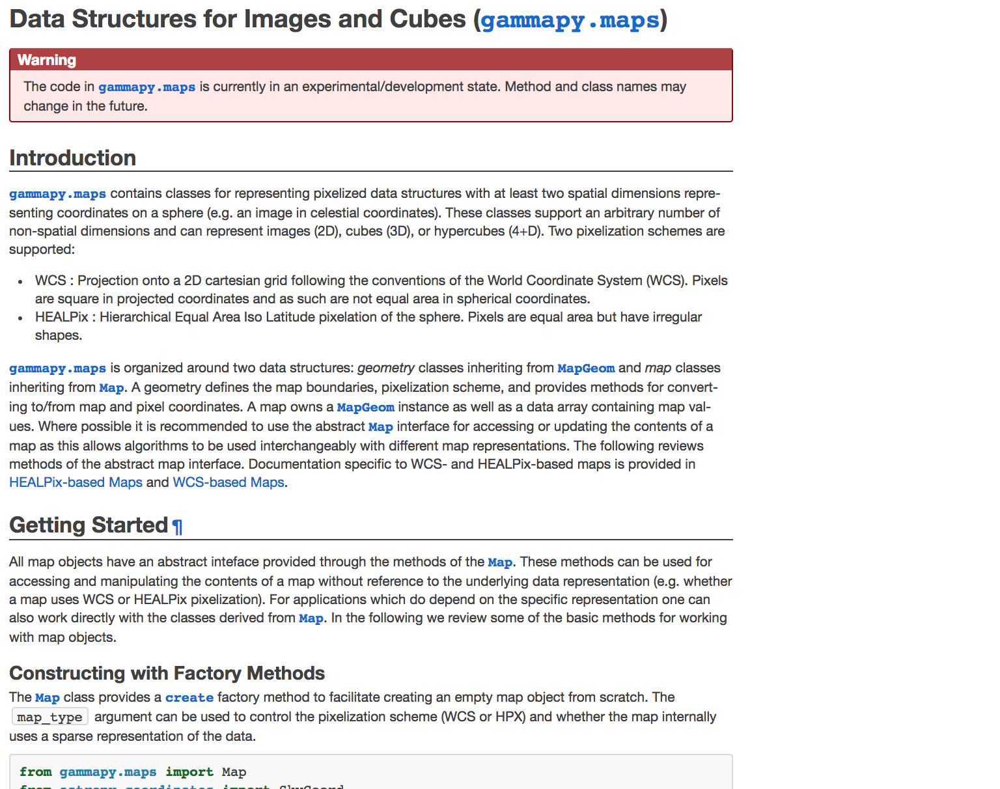 Data Structures for Images and Cubes (gammapy.maps)
Warning
The code in gammapy.maps is currently in an experimental/development state. Method and class names may
change in the future.
Introduction
gammapy.maps contains classes for representing pixelized data structures with at least two spatial dimensions repre-
senting coordinates on a sphere (e.g. an image in celestial coordinates). These classes support an arbitrary number of
non-spatial dimensions and can represent images (2D), cubes (3D), or hypercubes (4+D). Two pixelization schemes are
supported:
• WCS : Projection onto a 2D cartesian grid following the conventions of the World Coordinate System (WCS). Pixels
are square in projected coordinates and as such are not equal area in spherical coordinates.
• HEALPix : Hierarchical Equal Area Iso Latitude pixelation of the sphere. Pixels are equal area but have irregular
shapes.
gammapy.maps is organized around two data structures: geometry classes inheriting from MapGeom and map classes
inheriting from Map. A geometry defines the map boundaries, pixelization scheme, and provides methods for convert-
ing to/from map and pixel coordinates. A map owns a MapGeom instance as well as a data array containing map val-
ues. Where possible it is recommended to use the abstract Map interface for accessing or updating the contents of a
map as this allows algorithms to be used interchangeably with different map representations. The following reviews
methods of the abstract map interface. Documentation specific to WCS- and HEALPix-based maps is provided in
HEALPix-based Maps and WCS-based Maps.
Getting Started¶
All map objects have an abstract inteface provided through the methods of the Map. These methods can be used for
accessing and manipulating the contents of a map without reference to the underlying data representation (e.g. whether
a map uses WCS or HEALPix pixelization). For applications which do depend on the specific representation one can
also work directly with the classes derived from Map. In the following we review some of the basic methods for working
with map objects.
Constructing with Factory Methods
The Map class provides a create factory method to facilitate creating an empty map object from scratch. The
map_type argument can be used to control the pixelization scheme (WCS or HPX) and whether the map internally
uses a sparse representation of the data.
from gammapy.maps import Map
from astropy.coordinates import SkyCoord